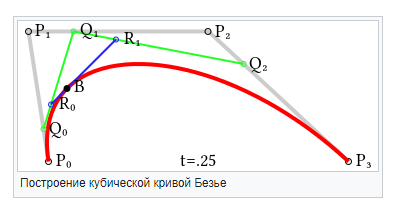 P₁ Q₁ R₁ P₂
Q₂
B
R₀
Q₀
P₀ t=.25 P₃
Построение кубической кривой Безье